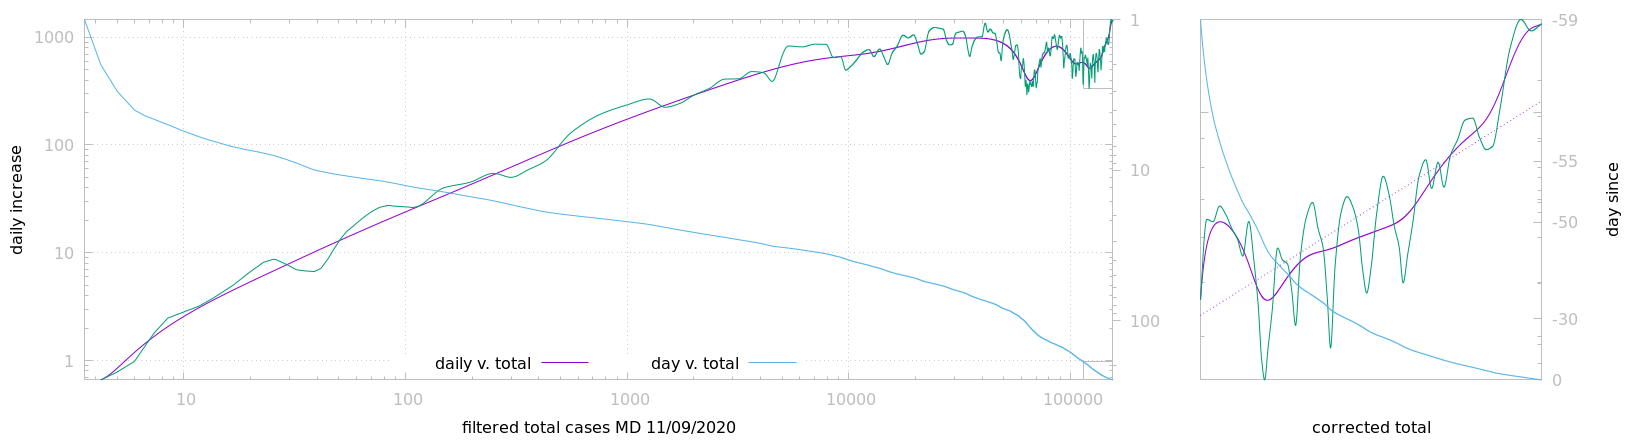 1000
100
10
1
daily increase
10
100
1000
10000
100000
filtered total cases MD 11/09/2020
daily v. total
day v. total
1
10
100
-59
-55
-50
-30
0
day since
corrected total